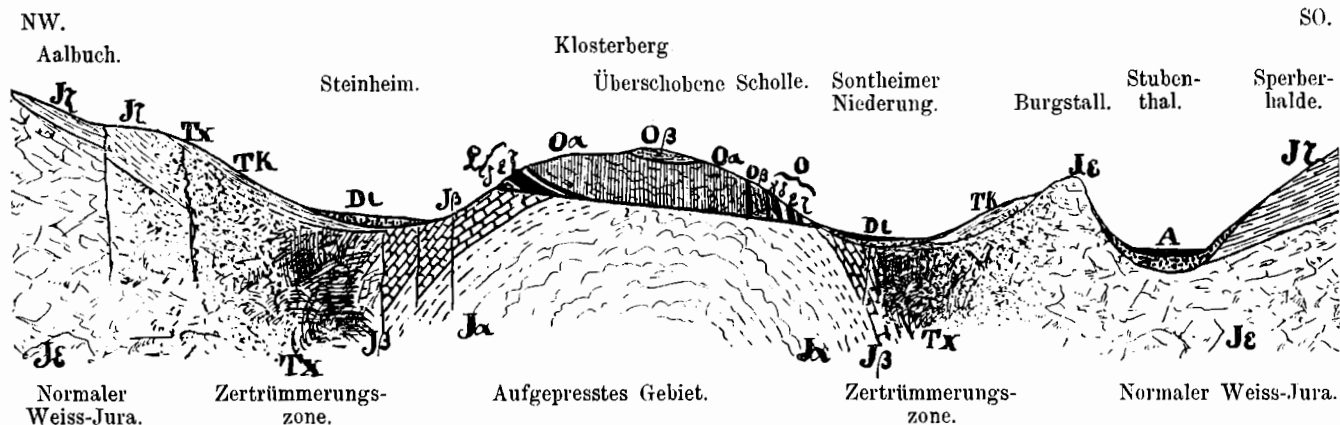 NW.
SO.
Klosterberg
Aalbuch.
Steinheim.
Überschobene Scholle.
Sontheimer
Niederung.
Burgstall.
Stuben-
thal.
Sperber-
halde.
Jζ
Jζ
Tx
TK
DL
Jβ
Oα
Oβ
Oα
Oβ
O
DL
TK
Jε
A
Jζ
Jε
Tx
Jβ
Jα
Jα
Jβ
Tx
Jε
Normaler
Weiss-Jura.
Zertrümmerungs-
zone.
Aufgepresstes Gebiet.
Zertrümmerungs-
zone.
Normaler Weiss-Jura.